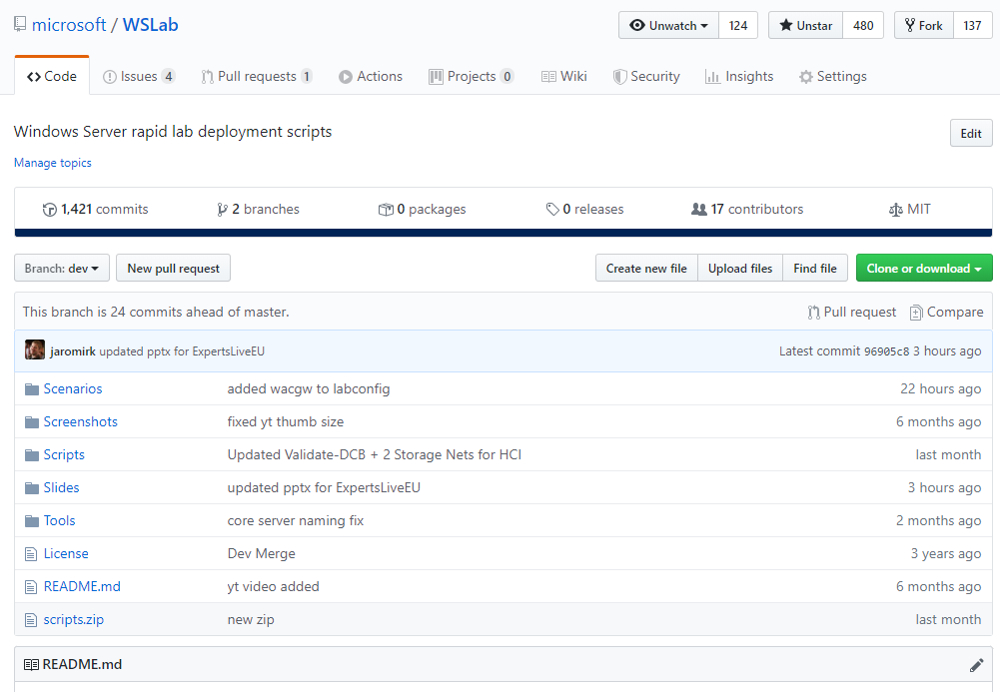 microsoft / WSLab Unwatch 124 Unstar 480 Fork 137
Code Issues 4 Pull requests 1 Actions Projects 0 Wiki Security Insights Settings
Windows Server rapid lab deployment scripts Edit
Manage topics
1,421 commits 2 branches 0 packages 0 releases 17 contributors MIT
Branch: dev New pull request Create new file Upload files Find file Clone or download
This branch is 24 commits ahead of master. Pull request Compare
jaromirk updated pptx for ExpertsLiveEU Latest commit 96905c8 3 hours ago
Scenarios added wacgw to labconfig 22 hours ago
Screenshots fixed yt thumb size 6 months ago
Scripts Updated Validate-DCB + 2 Storage Nets for HCI last month
Slides updated pptx for ExpertsLiveEU 3 hours ago
Tools core server naming fix 2 months ago
License Dev Merge 3 years ago
README.md yt video added 6 months ago
scripts.zip new zip last month
README.md